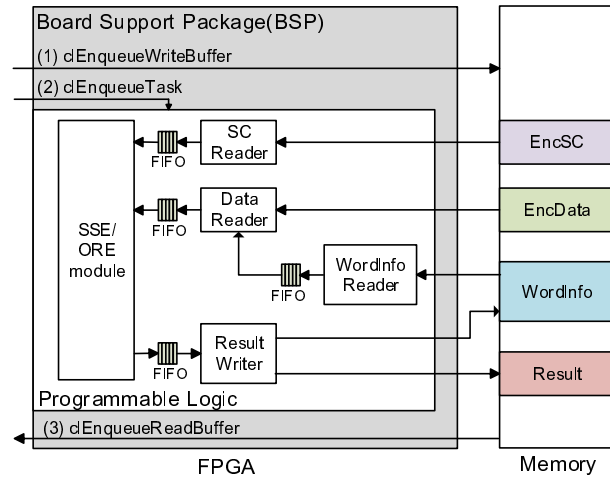 Board Support Package(BSP)
(1) clEnqueueWriteBuffer
(2) clEnqueueTask
SC
Reader
FIFO
EncSC
Data
Reader
FIFO
EncData
SSE/
ORE
module
WordInfo
Reader
FIFO
WordInfo
Result
Writer
FIFO
Result
Programmable Logic
(3) clEnqueueReadBuffer
FPGA
Memory